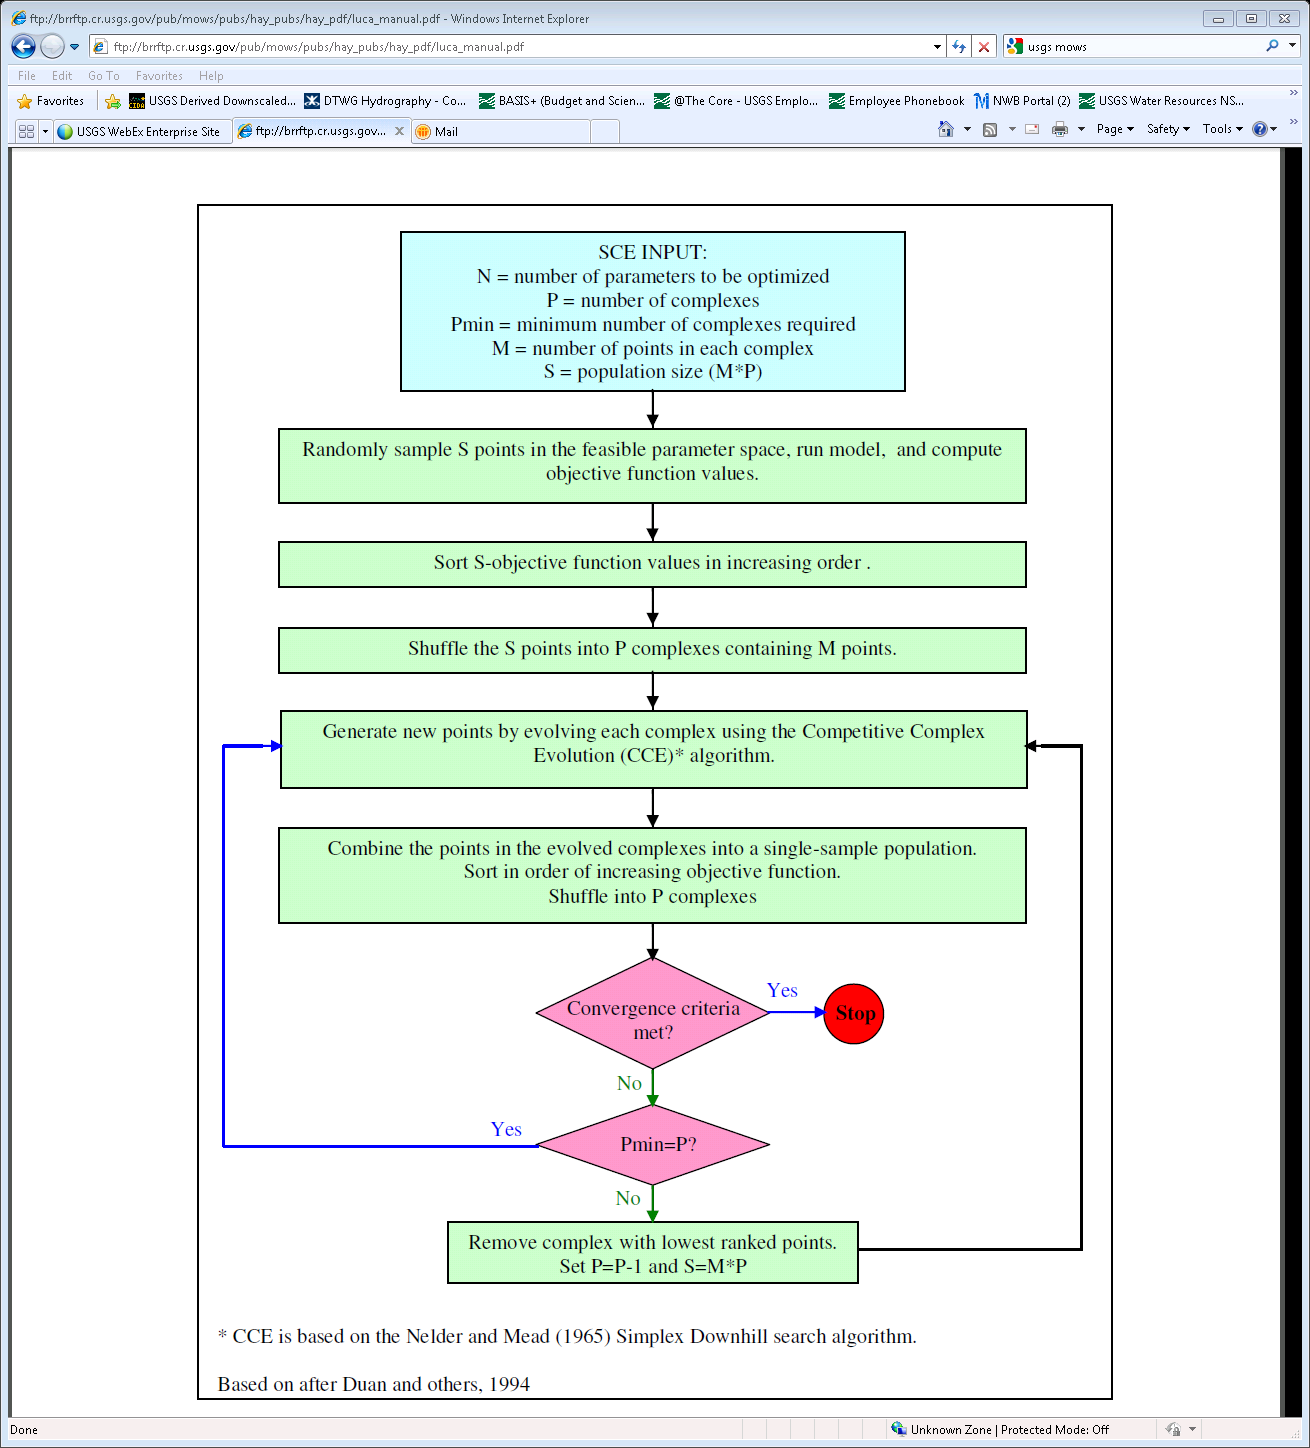 ftp://brrftp.cr.usgs.gov/pub/mows/pubs/hay_pubs/hay_pdf/luca_manual.pdf - Windows Internet Explorer
ftp://brrftp.cr.usgs.gov/pub/mows/pubs/hay_pubs/hay_pdf/luca_manual.pdf
usgs mows
File Edit Go To Favorites Help
Favorites CIDA USGS Derived Downscaled... DTWG Hydrography - Co... BASIS+ (Budget and Scien... @The Core - USGS Emplo... Employee Phonebook NWB Portal (2) USGS Water Resources NS...
USGS WebEx Enterprise Site ftp://brrftp.cr.usgs.gov... Mail Page Safety Tools
SCE INPUT:
N = number of parameters to be optimized
P = number of complexes
Pmin = minimum number of complexes required
M = number of points in each complex
S = population size (M*P)
Randomly sample S points in the feasible parameter space, run model, and compute
objective function values.
Sort S-objective function values in increasing order .
Shuffle the S points into P complexes containing M points.
Generate new points by evolving each complex using the Competitive Complex
Evolution (CCE)* algorithm.
Combine the points in the evolved complexes into a single-sample population.
Sort in order of increasing objective function.
Shuffle into P complexes
Yes
Convergence criteria
met?
Stop
No
Yes
Pmin=P?
No
Remove complex with lowest ranked points.
Set P=P-1 and S=M*P
* CCE is based on the Nelder and Mead (1965) Simplex Downhill search algorithm.
Based on after Duan and others, 1994
Done
Unknown Zone | Protected Mode: Off